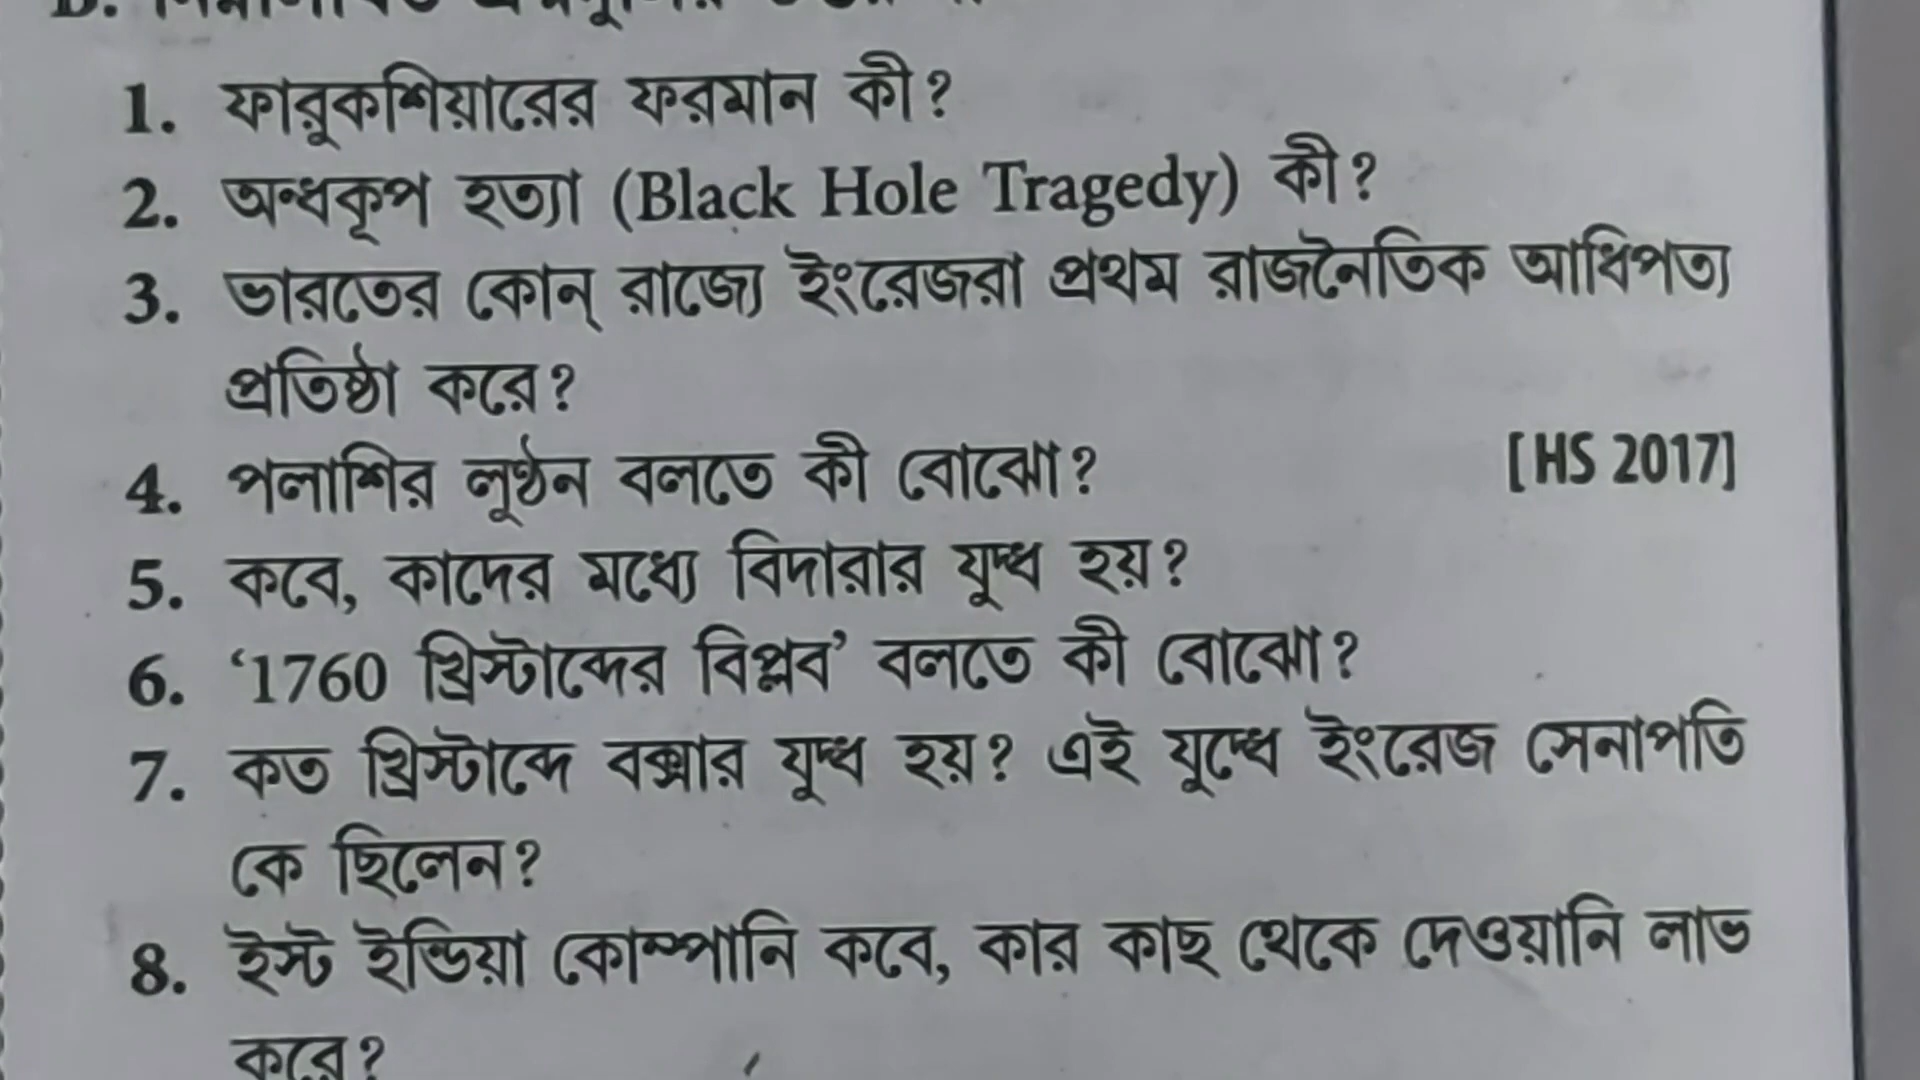 1. ফারুকশিয়ারের ফরমান কী?
2. অন্ধকূপ হত্যা (Black Hole Tragedy) কী?
3. ভারতের কোন্ রাজ্যে ইংরেজরা প্রথম রাজনৈতিক আধিপত্য
প্রতিষ্ঠা করে?
4. পলাশির লুণ্ঠন বলতে কী বোঝো? [HS 2017]
5. কবে, কাদের মধ্যে বিদারার যুদ্ধ হয়?
6. ‘1760 খ্রিস্টাব্দের বিপ্লব’ বলতে কী বোঝো?
7. কত খ্রিস্টাব্দে বক্সার যুদ্ধ হয়? এই যুদ্ধে ইংরেজ সেনাপতি
কে ছিলেন?
8. ইস্ট ইন্ডিয়া কোম্পানি কবে, কার কাছ থেকে দেওয়ানি লাভ
করে?